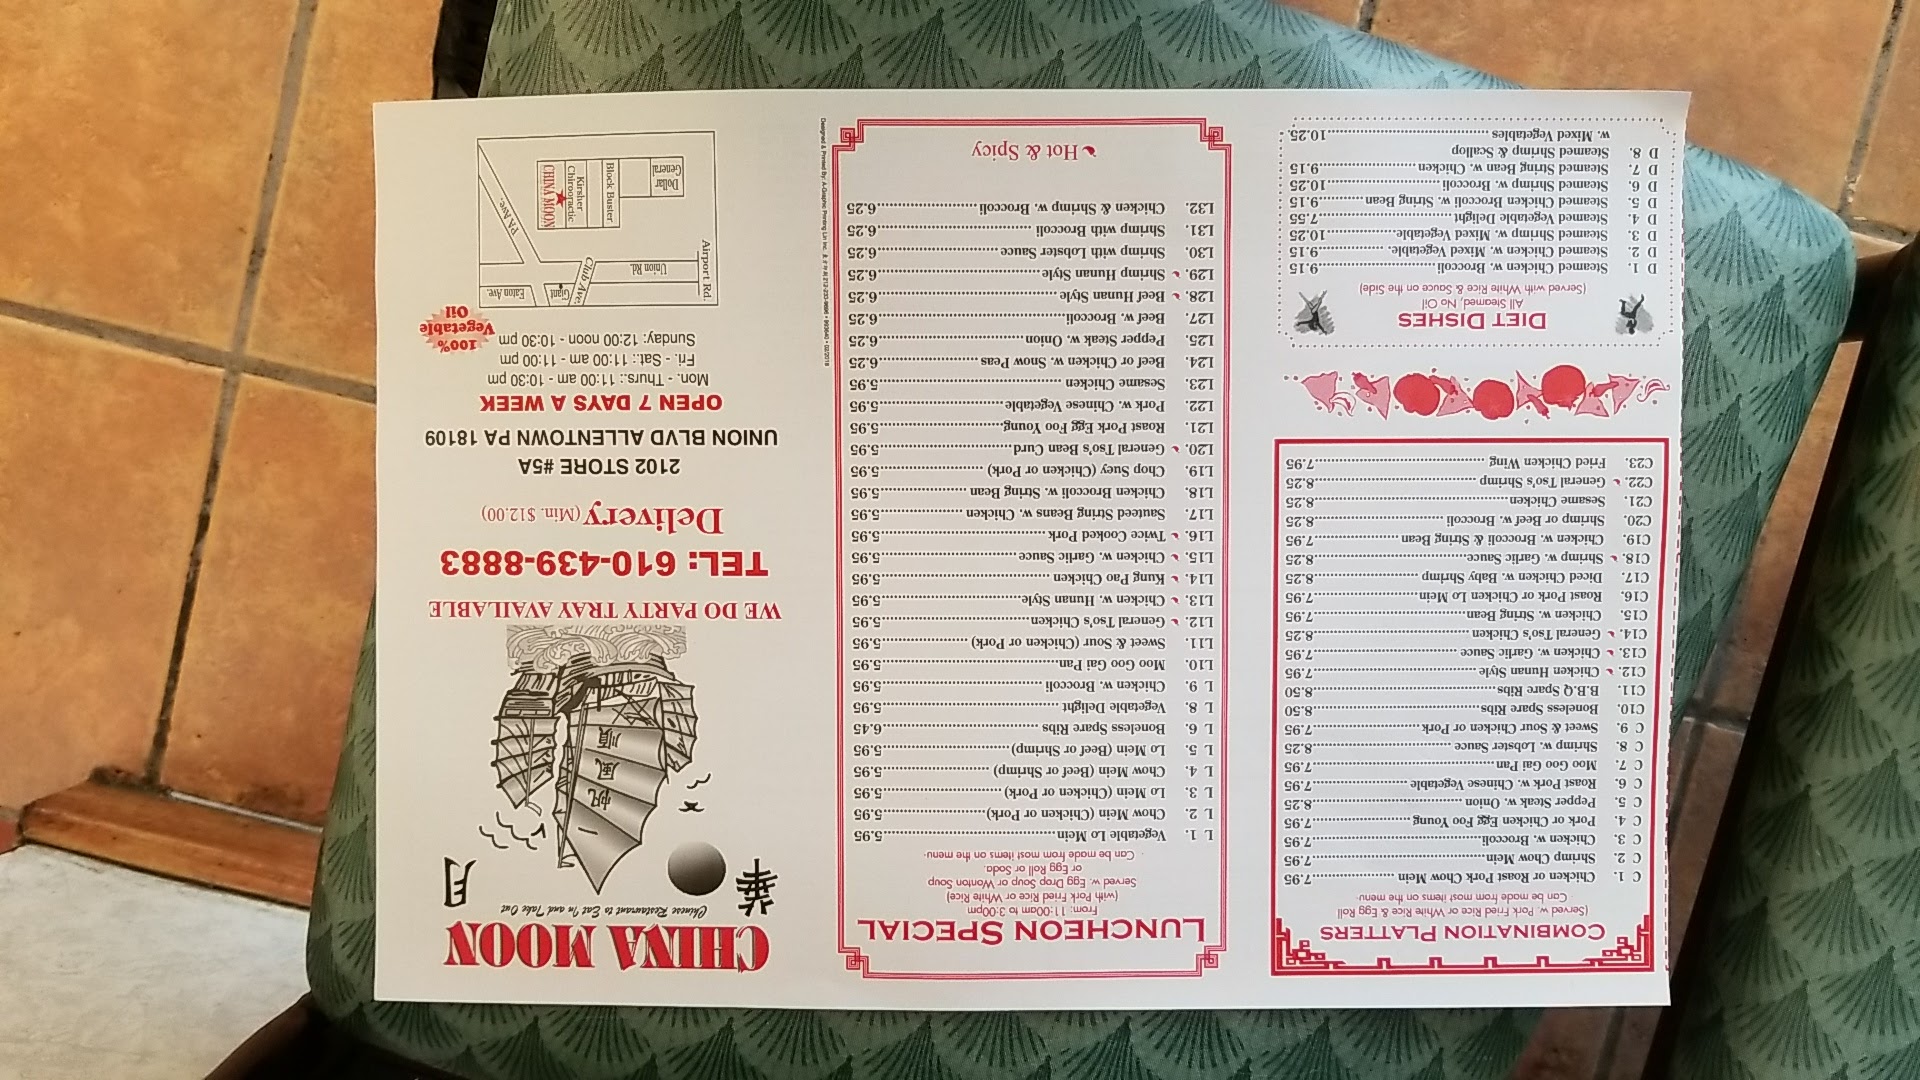 COMBINATION PLATTERS
(Served w. Pork Fried Rice or White Rice & Egg Roll
· Can be made from most items on the menu ·
C 1. Chicken or Roast Pork Chow Mein 7.95
C 2. Shrimp Chow Mein 7.95
C 3. Chicken w. Broccoli 7.95
C 4. Pork or Chicken Egg Foo Young 7.95
C 5. Pepper Steak w. Onion 8.25
C 6. Roast Pork w. Chinese Vegetable 7.95
C 7. Moo Goo Gai Pan 7.95
C 8. Shrimp w. Lobster Sauce 8.25
C 9. Sweet & Sour Chicken or Pork 7.95
C10. Boneless Spare Ribs 8.50
C11. B.B.Q Spare Ribs 8.50
C12. Chicken Hunan Style 7.95
C13. Chicken w. Garlic Sauce 7.95
C14. General Tso's Chicken 8.25
C15. Chicken w. String Bean 7.95
C16. Roast Pork or Chicken Lo Mein 7.95
C17. Diced Chicken w. Baby Shrimp 8.25
C18. Shrimp w. Garlic Sauce 8.25
C19. Chicken w. Broccoli & String Bean 7.95
C20. Shrimp or Beef w. Broccoli 8.25
C21. Sesame Chicken 8.25
C22. General Tso's Shrimp 8.25
C23. Fried Chicken Wing 7.95
DIET DISHES
All Steamed, No Oil
(Served with White Rice & Sauce on the Side)
D 1. Steamed Chicken w. Broccoli 9.15
D 2. Steamed Chicken w. Mixed Vegetable 9.15
D 3. Steamed Shrimp w. Mixed Vegetable 10.25
D 4. Steamed Vegetable Delight 7.55
D 5. Steamed Chicken Broccoli w. String Bean 9.15
D 6. Steamed Shrimp w. Broccoli 10.25
D 7. Steamed String Bean w. Chicken 9.15
D 8. Steamed Shrimp & Scallop
w. Mixed Vegetables 10.25
LUNCHEON SPECIAL
From: 11:00am to 3:00pm
(with Pork Fried Rice or White Rice)
Served w. Egg Drop Soup or Wonton Soup
or Egg Roll or Soda.
· Can be made from most items on the menu ·
L 1. Vegetable Lo Mein 5.95
L 2. Chow Mein (Chicken or Pork) 5.95
L 3. Lo Mein (Chicken or Pork) 5.95
L 4. Chow Mein (Beef or Shrimp) 5.95
L 5. Lo Mein (Beef or Shrimp) 5.95
L 6. Boneless Spare Ribs 6.45
L 8. Vegetable Delight 5.95
L 9. Chicken w. Broccoli 5.95
L10. Moo Goo Gai Pan 5.95
L11. Sweet & Sour (Chicken or Pork) 5.95
L12. General Tso's Chicken 5.95
L13. Chicken w. Hunan Style 5.95
L14. Kung Pao Chicken 5.95
L15. Chicken w. Garlic Sauce 5.95
L16. Twice Cooked Pork 5.95
L17. Sauteed String Beans w. Chicken 5.95
L18. Chicken Broccoli w. String Bean 5.95
L19. Chop Suey (Chicken or Pork) 5.95
L20. General Tso's Bean Curd 5.95
L21. Roast Pork Egg Foo Young 5.95
L22. Pork w. Chinese Vegetable 5.95
L23. Sesame Chicken 5.95
L24. Beef or Chicken w. Snow Peas 6.25
L25. Pepper Steak w. Onion 6.25
L27. Beef w. Broccoli 6.25
L28. Beef Hunan Style 6.25
L29. Shrimp Hunan Style 6.25
L30. Shrimp with Lobster Sauce 6.25
L31. Shrimp with Broccoli 6.25
L32. Chicken & Shrimp w. Broccoli 6.25
Hot & Spicy
CHINA MOON
Chinese Restaurant to Eat In and Take Out
華 月
一帆風順
WE DO PARTY TRAY AVAILABLE
TEL: 610-439-8883
Delivery (Min. $12.00)
2102 STORE #5A
UNION BLVD ALLENTOWN PA 18109
OPEN 7 DAYS A WEEK
Mon. - Thurs.: 11:00 am - 10:30 pm
Fri. - Sat.: 11:00 am - 11:00 pm
Sunday: 12:00 noon - 10:30 pm
100%
Vegetable
Oil
Airport Rd.
Union Rd.
Club Ave.
Giant
Eaton Ave.
PA Ave.
Dollar
General
Block Buster
Kirsher
Chiropractic
CHINA MOON